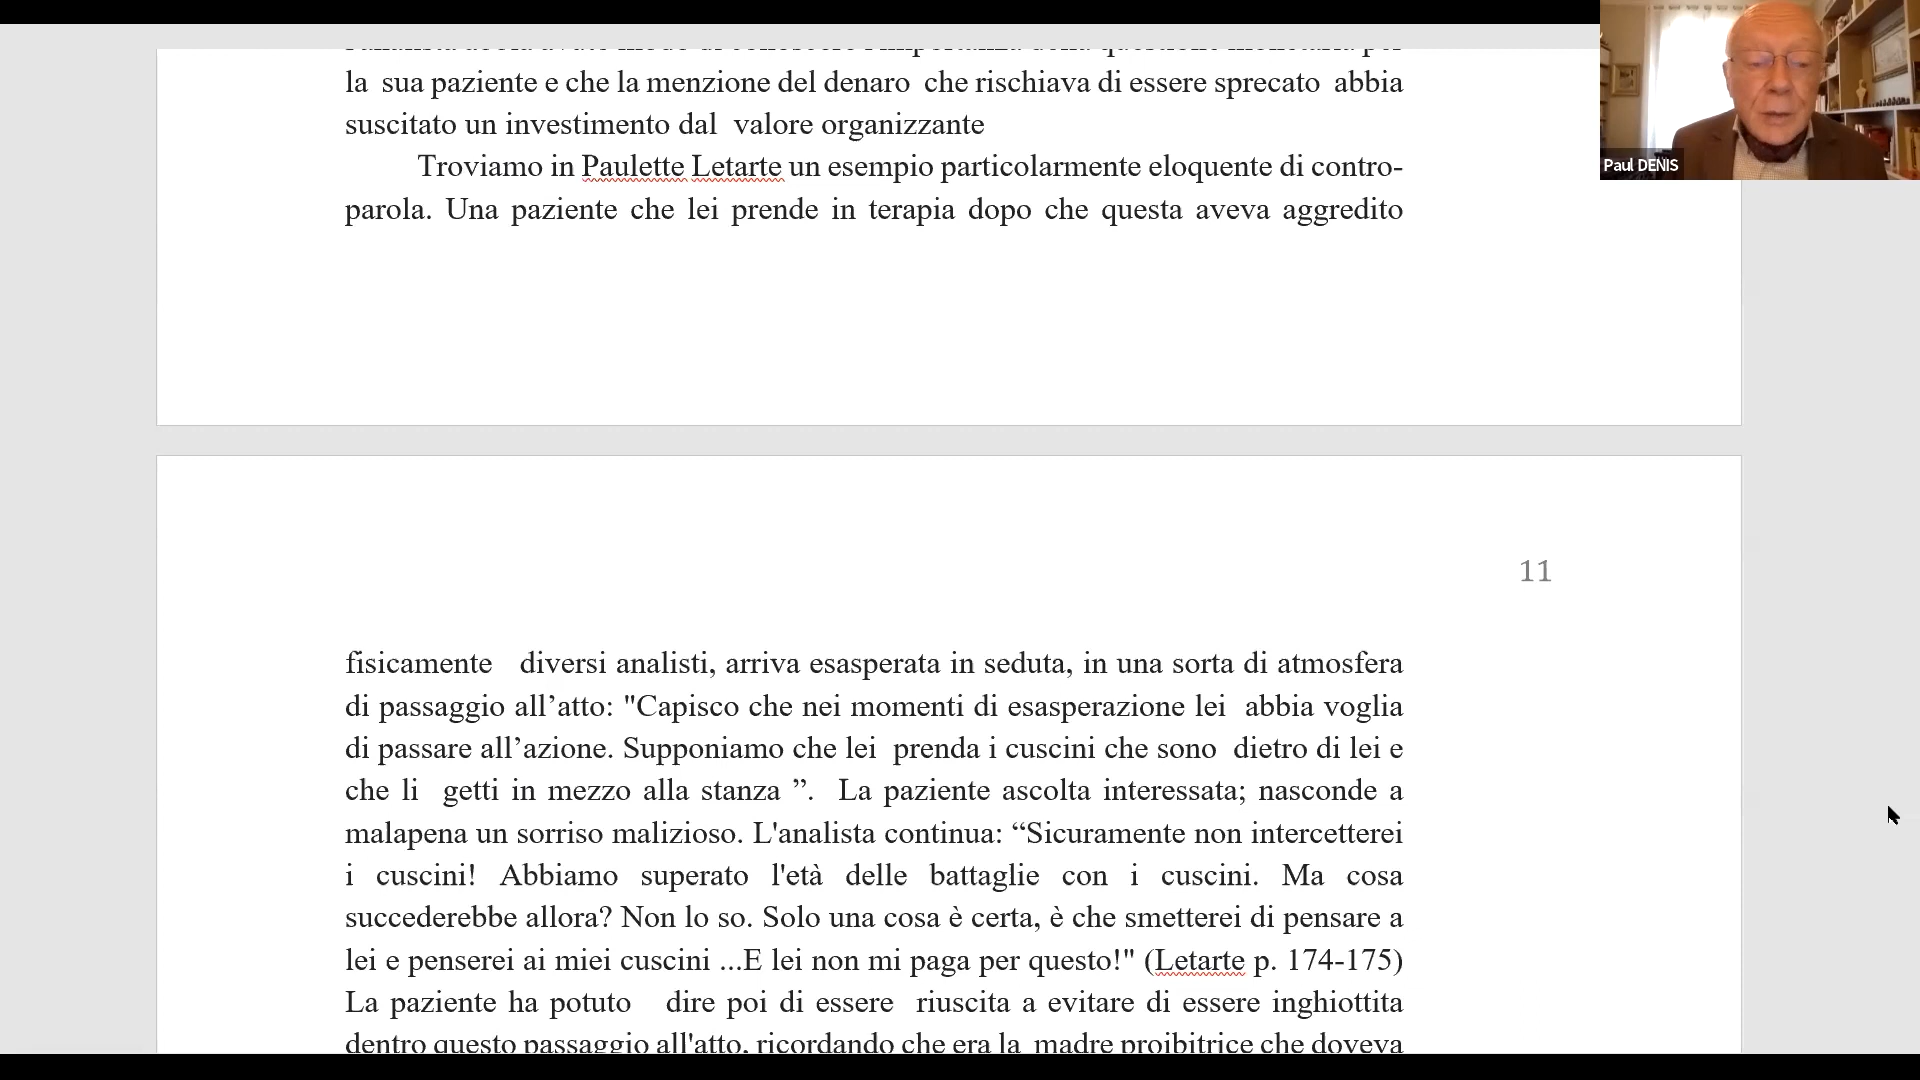 la sua paziente e che la menzione del denaro che rischiava di essere sprecato abbia
suscitato un investimento dal valore organizzante
Troviamo in Paulette Letarte un esempio particolarmente eloquente di contro-
parola. Una paziente che lei prende in terapia dopo che questa aveva aggredito
Paul DENIS
11
fisicamente diversi analisti, arriva esasperata in seduta, in una sorta di atmosfera
di passaggio all’atto: "Capisco che nei momenti di esasperazione lei abbia voglia
di passare all’azione. Supponiamo che lei prenda i cuscini che sono dietro di lei e
che li getti in mezzo alla stanza ”. La paziente ascolta interessata; nasconde a
malapena un sorriso malizioso. L'analista continua: “Sicuramente non intercetterei
i cuscini! Abbiamo superato l'età delle battaglie con i cuscini. Ma cosa
succederebbe allora? Non lo so. Solo una cosa è certa, è che smetterei di pensare a
lei e penserei ai miei cuscini ...E lei non mi paga per questo!" (Letarte p. 174-175)
La paziente ha potuto dire poi di essere riuscita a evitare di essere inghiottita
dentro questo passaggio all'atto, ricordando che era la madre proibitrice che doveva